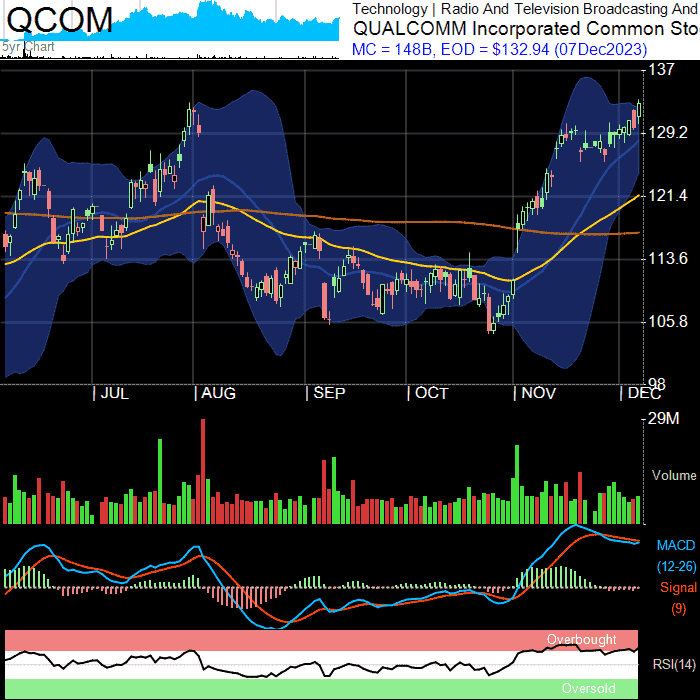 QCOM
5yr Chart
Technology | Radio And Television Broadcasting And
QUALCOMM Incorporated Common Sto
MC = 148B, EOD = $132.94 (07Dec2023)
137
129.2
121.4
113.6
105.8
98
JUL AUG SEP OCT NOV DEC
29M
Volume
MACD
(12-26)
Signal
(9)
Overbought
RSI(14)
Oversold